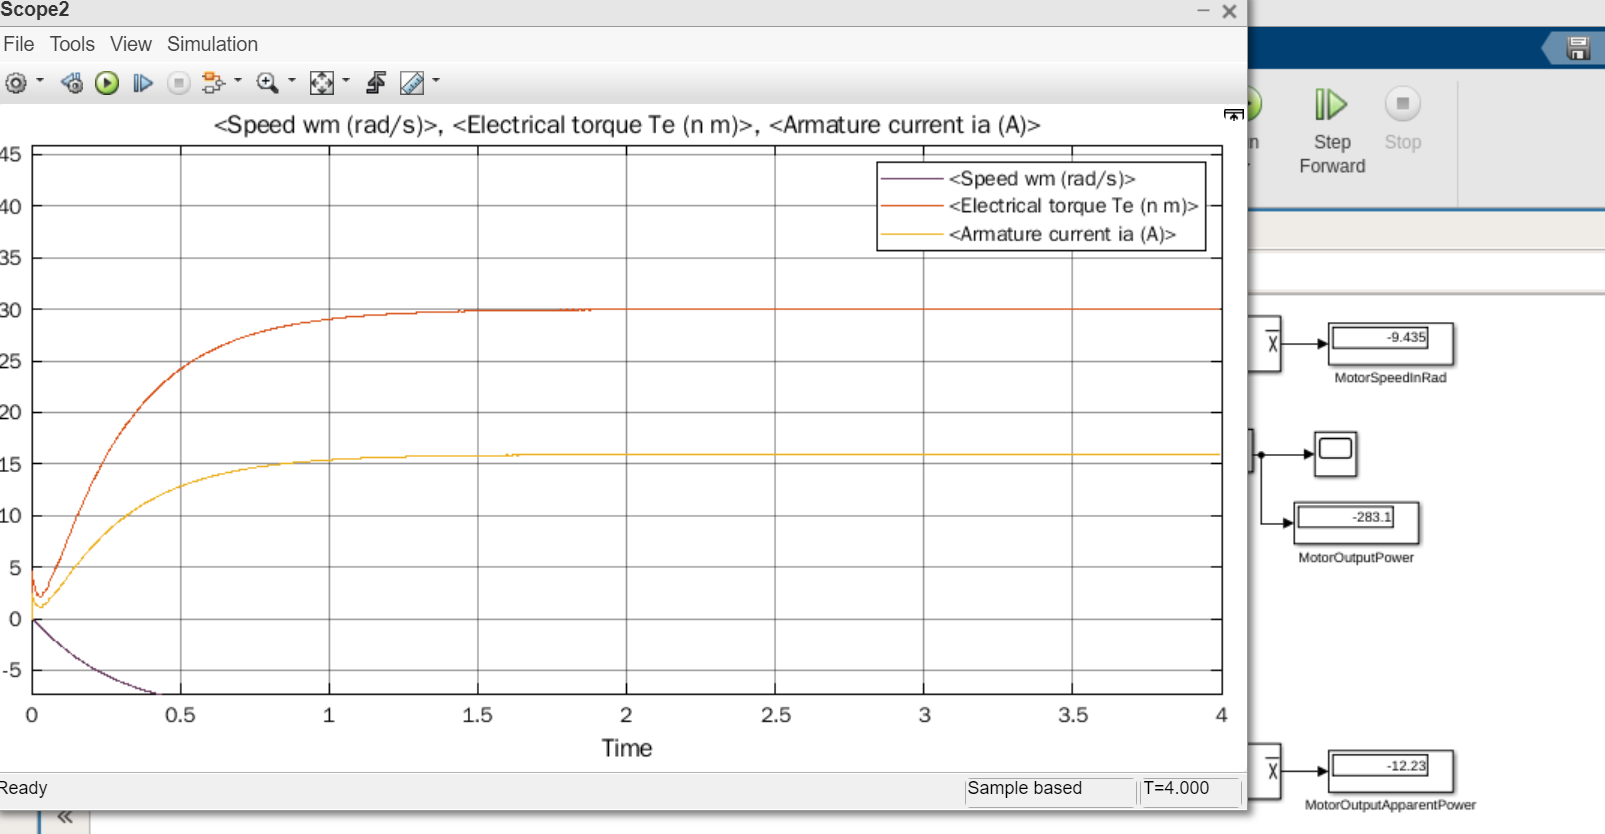 Scope2
File Tools View Simulation
<Speed wm (rad/s)>, <Electrical torque Te (n m)>, <Armature current ia (A)>
<Speed wm (rad/s)>
<Electrical torque Te (n m)>
<Armature current ia (A)>
45
40
35
30
25
20
15
10
5
0
-5
0 0.5 1 1.5 2 2.5 3 3.5 4
Time
Ready
Sample based
T=4.000
Step
Forward
Stop
X
-9.435
MotorSpeedInRad
-283.1
MotorOutputPower
X
-12.23
MotorOutputApparentPower